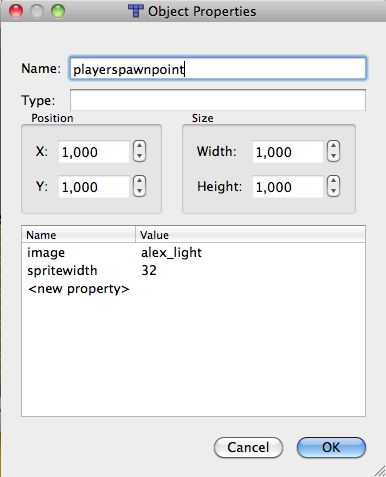 Object Properties
Name: playerspawnpoint
Type:
Position
Size
X: 1,000
Width: 1,000
Y: 1,000
Height: 1,000
Name Value
image alex_light
spritewidth 32
<new property>
Cancel OK